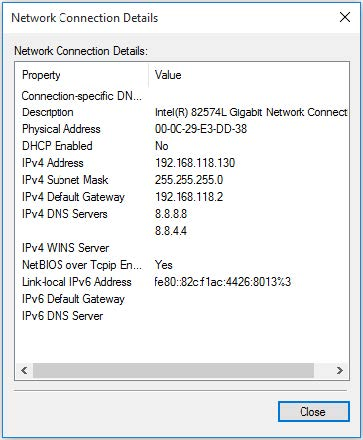 Network Connection Details
Network Connection Details:
Property Value
Connection-specific DN...
Description Intel(R) 82574L Gigabit Network Connect
Physical Address 00-0C-29-E3-DD-38
DHCP Enabled No
IPv4 Address 192.168.118.130
IPv4 Subnet Mask 255.255.255.0
IPv4 Default Gateway 192.168.118.2
IPv4 DNS Servers 8.8.8.8
8.8.4.4
IPv4 WINS Server
NetBIOS over Tcpip En... Yes
Link-local IPv6 Address fe80::82c:f1ac:4426:8013%3
IPv6 Default Gateway
IPv6 DNS Server
Close